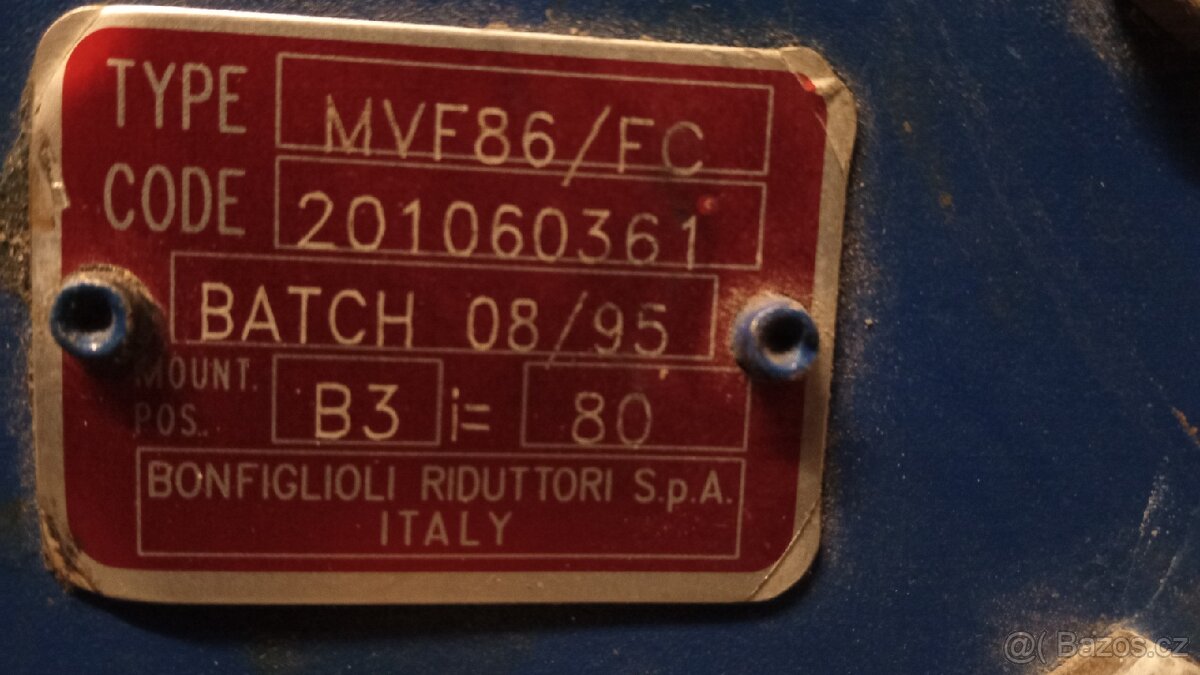 TYPE MVF86/FC
CODE 201060361
BATCH 08/95
MOUNT. POS. B3 i= 80
BONFIGLIOLI RIDUTTORI S.p.A.
ITALY
@( Bazos.cz